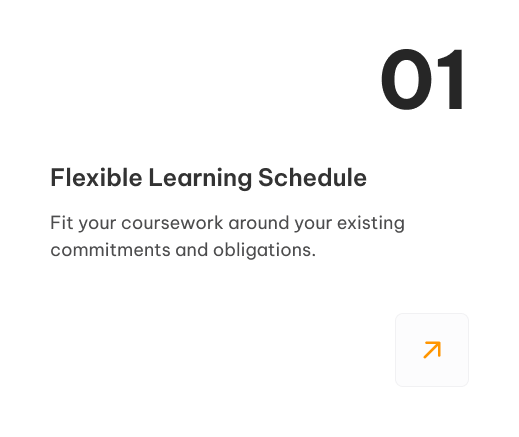 01
Flexible Learning Schedule
Fit your coursework around your existing
commitments and obligations.